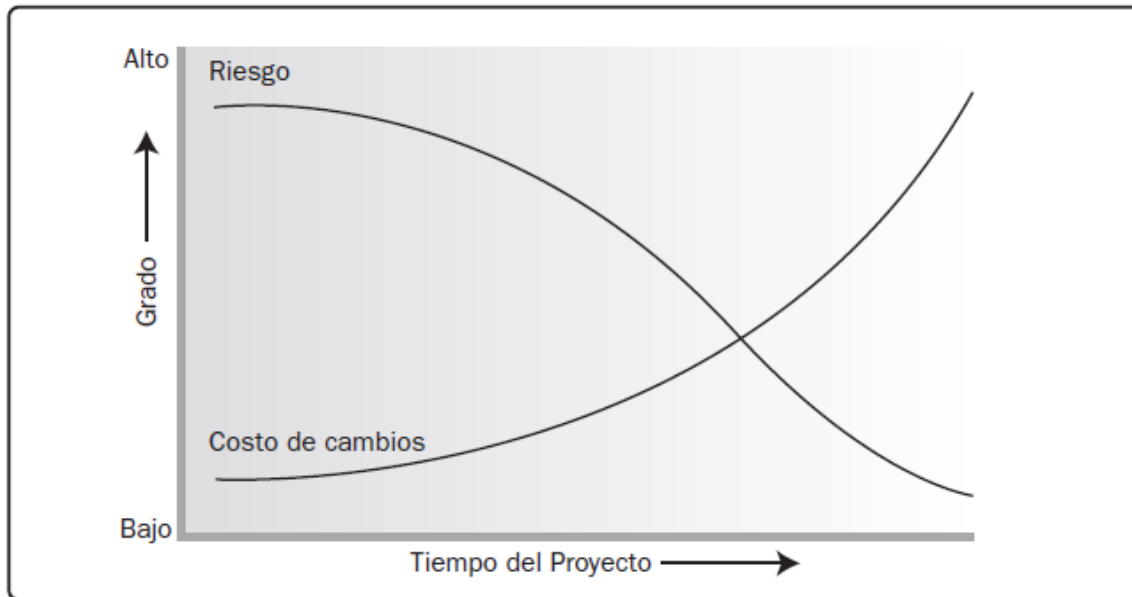 Alto
Riesgo
Grado
Costo de cambios
Bajo
Tiempo del Proyecto